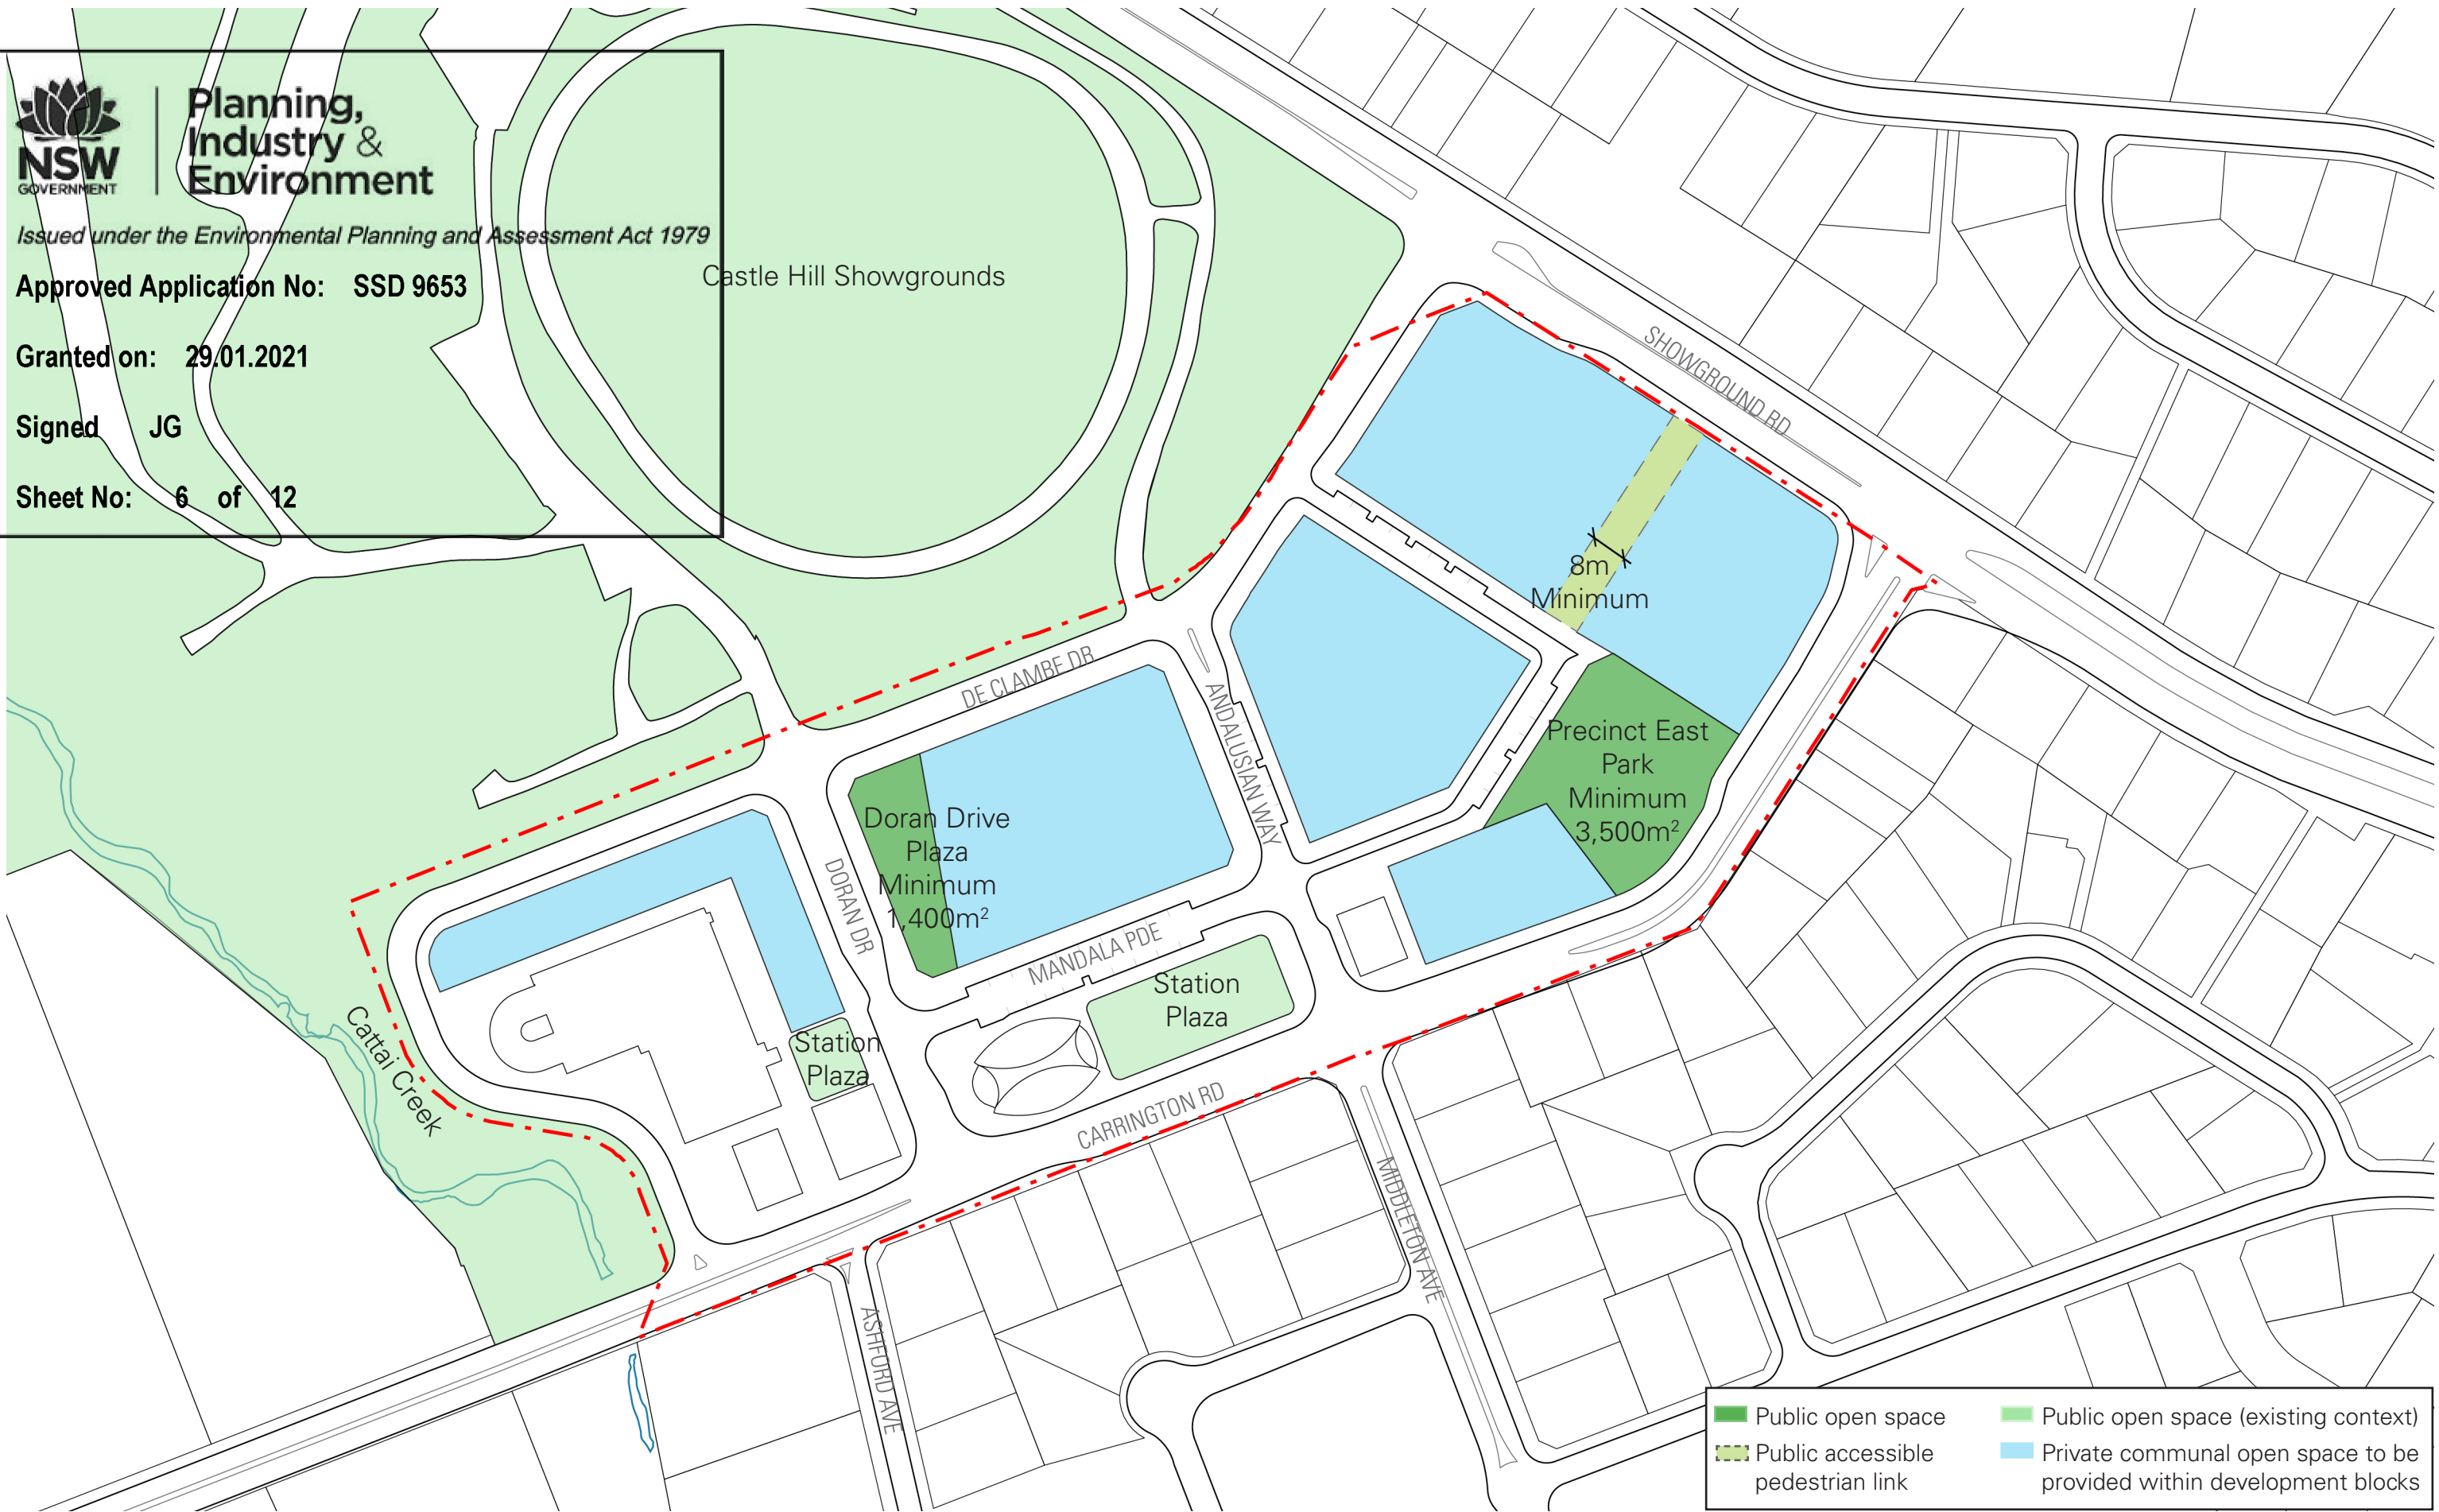 Planning,
Industry &
Environment
NSW
GOVERNMENT
Issued under the Environmental Planning and Assessment Act 1979
Approved Application No: SSD 9653
Granted on: 29.01.2021
Signed JG
Sheet No: 6 of 12
Castle Hill Showgrounds
SHOWGROUND RD
8m
Minimum
DE CLAMBE DR
ANDALUSIAN WAY
Precinct East
Park
Minimum
3,500m²
Doran Drive
Plaza
Minimum
1,400m²
DORAN DR
MANDALA PDE
Station
Plaza
Station
Plaza
Cattai Creek
CARRINGTON RD
MIDDLETON AVE
ASHFORD AVE
Public open space
Public accessible
pedestrian link
Public open space (existing context)
Private communal open space to be
provided within development blocks